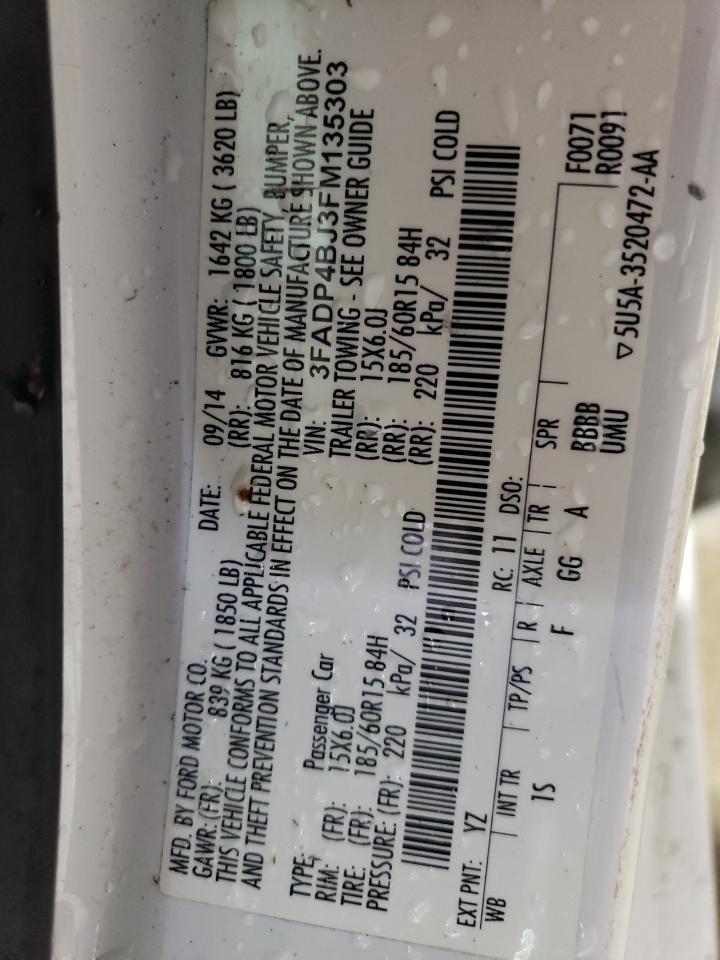 MFD. BY FORD MOTOR CO. DATE: 09/14 GVWR: 1642 KG ( 3620 LB)
GAWR: (FR): 839 KG ( 1850 LB) (RR): 816 KG ( 1800 LB)
THIS VEHICLE CONFORMS TO ALL APPLICABLE FEDERAL MOTOR VEHICLE SAFETY, BUMPER,
AND THEFT PREVENTION STANDARDS IN EFFECT ON THE DATE OF MANUFACTURE SHOWN ABOVE.
VIN: 3FADP4BJ3FM135303
TYPE: Passenger Car TRAILER TOWING - SEE OWNER GUIDE
RIM: (FR): 15X6.0J (RR): 15X6.0J
TIRE: (FR): 185/60R15 84H (RR): 185/60R15 84H
PRESSURE: (FR): 220 kPa/ 32 PSI COLD (RR): 220 kPa/ 32 PSI COLD
EXT PNT: YZ RC: 11 DSO: F0071
WB INT TR TP/PS R AXLE TR SPR R0091
1S F GG A BBBB
UMU ▽ 5U5A-3520472-AA